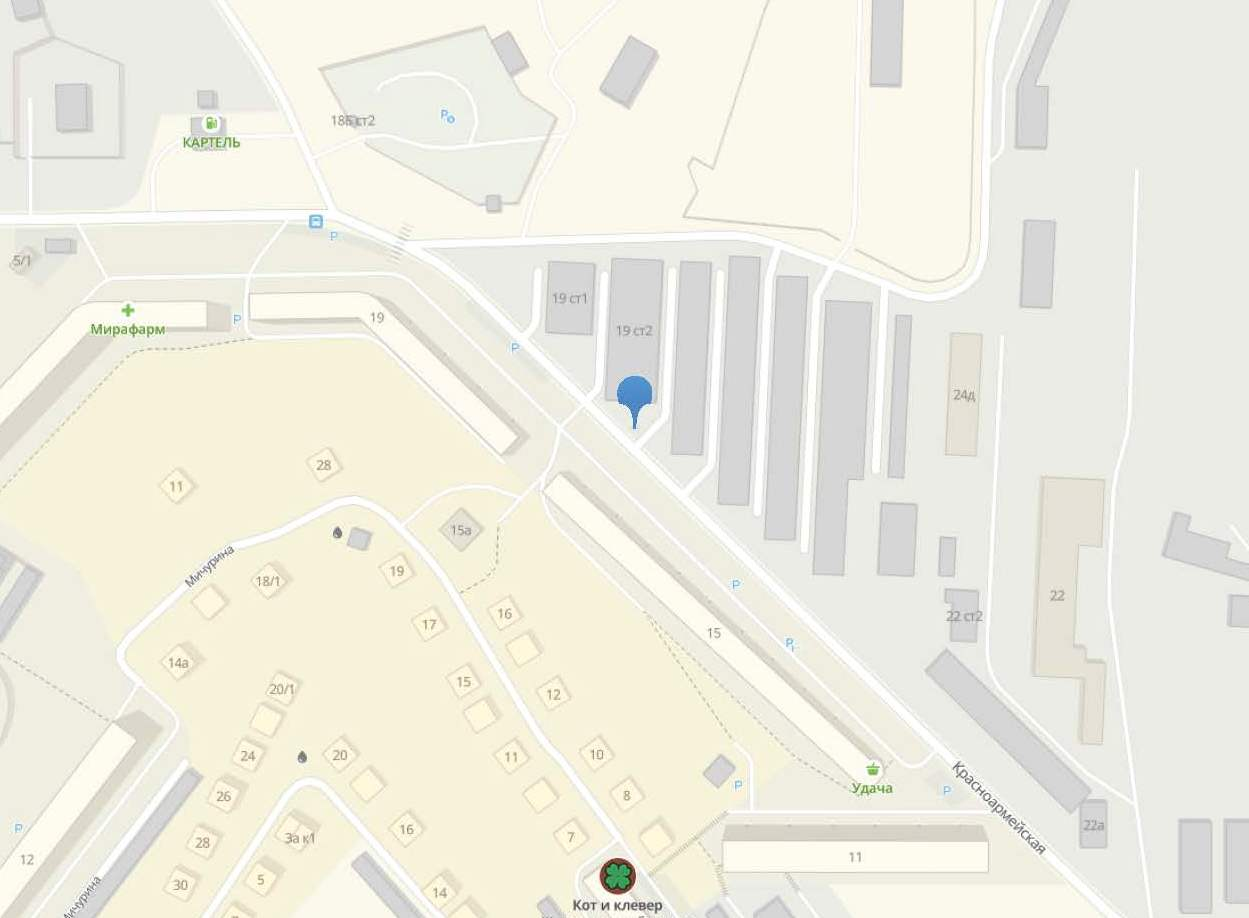 18Б ст2
КАРТЕЛЬ
P
P
5/1
19 ст1
Мирафарм
P
19
19 ст2
P
24д
28
11
15а
19
18/1
Мичурина
P
22
16
22 ст2
17
15
P
14а
15
20/1
12
24
20
11
10
Удача
P
P
26
8
Красноармейская
22а
P
28
3а к1
16
7
12
11
30
5
14
Мичурина
Кот и клевер